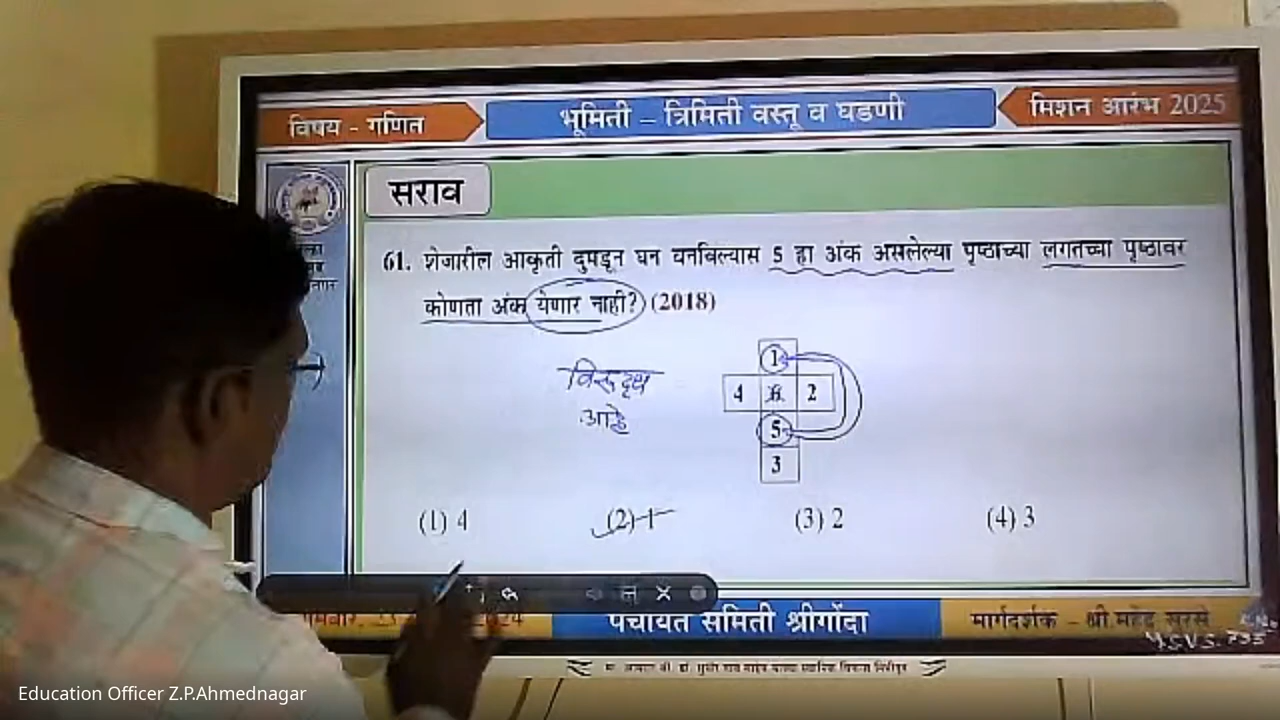 विषय - गणित
भूमिती – त्रिमिती वस्तू व घडणी
मिशन आरंभ 2025
सराव
61. शेजारील आकृती दुमडून घन बनविल्यास 5 हा अंक असलेल्या पृष्ठाच्या लगतच्या पृष्ठावर
कोणता अंक येणार नाही? (2018)
1
4 2
5
3
विरूद्ध
आहे
(1) 4 (2) 1 (3) 2 (4) 3
पंचायत समिती श्रीगोंदा
मार्गदर्शक - श्री महेंद्र सरसे
Education Officer Z.P.Ahmednagar